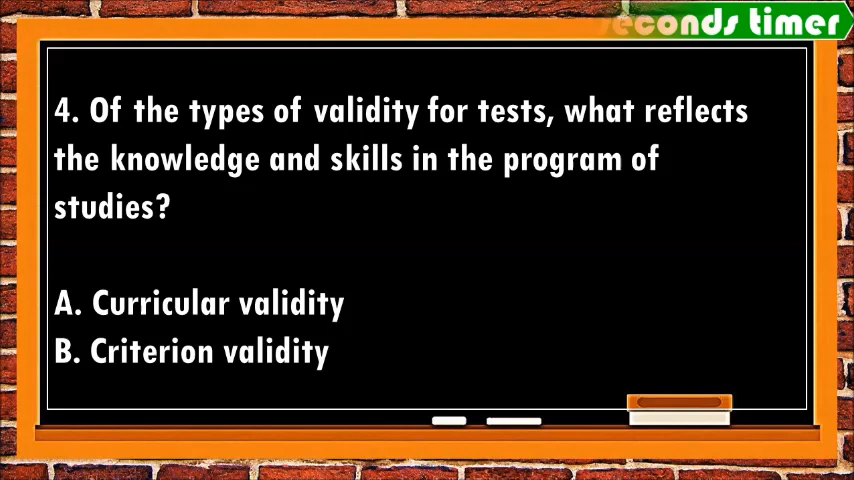 seconds timer
4. Of the types of validity for tests, what reflects
the knowledge and skills in the program of
studies?
A. Curricular validity
B. Criterion validity